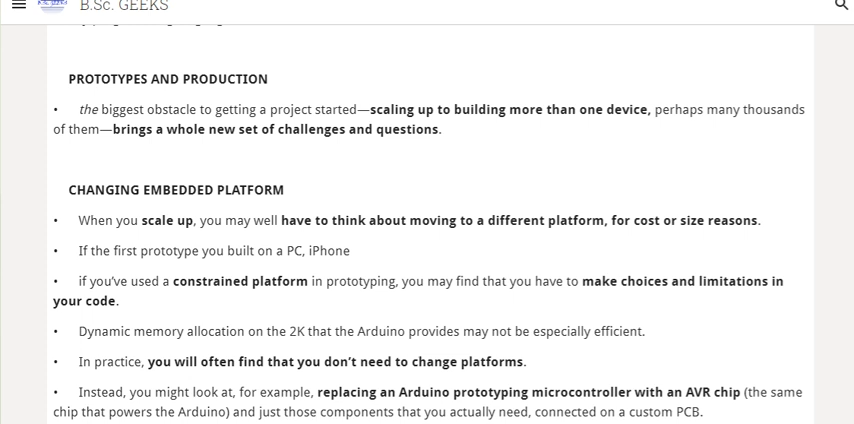 B.Sc. GEEKS
PROTOTYPES AND PRODUCTION
• the biggest obstacle to getting a project started—scaling up to building more than one device, perhaps many thousands
of them—brings a whole new set of challenges and questions.
CHANGING EMBEDDED PLATFORM
• When you scale up, you may well have to think about moving to a different platform, for cost or size reasons.
• If the first prototype you built on a PC, iPhone
• if you've used a constrained platform in prototyping, you may find that you have to make choices and limitations in
your code.
• Dynamic memory allocation on the 2K that the Arduino provides may not be especially efficient.
• In practice, you will often find that you don't need to change platforms.
• Instead, you might look at, for example, replacing an Arduino prototyping microcontroller with an AVR chip (the same
chip that powers the Arduino) and just those components that you actually need, connected on a custom PCB.